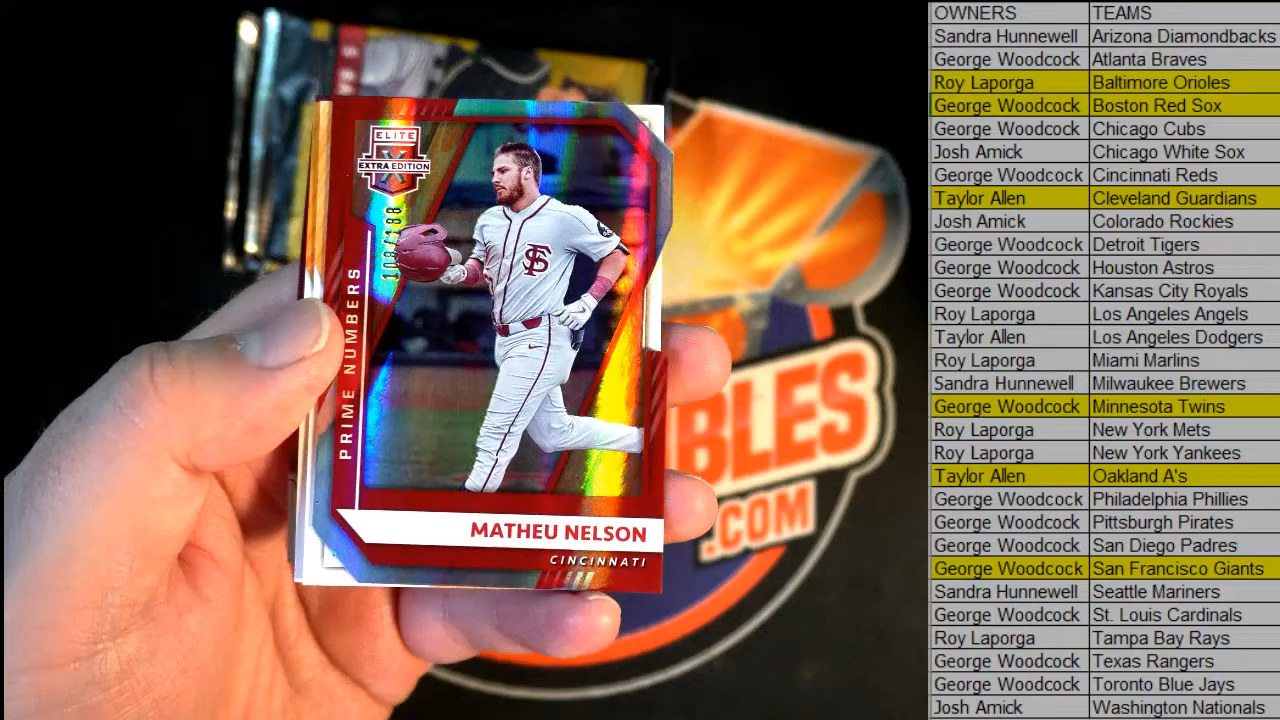 ELITE
EXTRA EDITION
108/188
PRIME NUMBERS
MATHEU NELSON
CINCINNATI
BLES
.COM
OWNERS TEAMS
Sandra Hunnewell Arizona Diamondbacks
George Woodcock Atlanta Braves
Roy Laporga Baltimore Orioles
George Woodcock Boston Red Sox
George Woodcock Chicago Cubs
Josh Amick Chicago White Sox
George Woodcock Cincinnati Reds
Taylor Allen Cleveland Guardians
Josh Amick Colorado Rockies
George Woodcock Detroit Tigers
George Woodcock Houston Astros
George Woodcock Kansas City Royals
Roy Laporga Los Angeles Angels
Taylor Allen Los Angeles Dodgers
Roy Laporga Miami Marlins
Sandra Hunnewell Milwaukee Brewers
George Woodcock Minnesota Twins
Roy Laporga New York Mets
Roy Laporga New York Yankees
Taylor Allen Oakland A's
George Woodcock Philadelphia Phillies
George Woodcock Pittsburgh Pirates
George Woodcock San Diego Padres
George Woodcock San Francisco Giants
Sandra Hunnewell Seattle Mariners
George Woodcock St. Louis Cardinals
Roy Laporga Tampa Bay Rays
George Woodcock Texas Rangers
George Woodcock Toronto Blue Jays
Josh Amick Washington Nationals